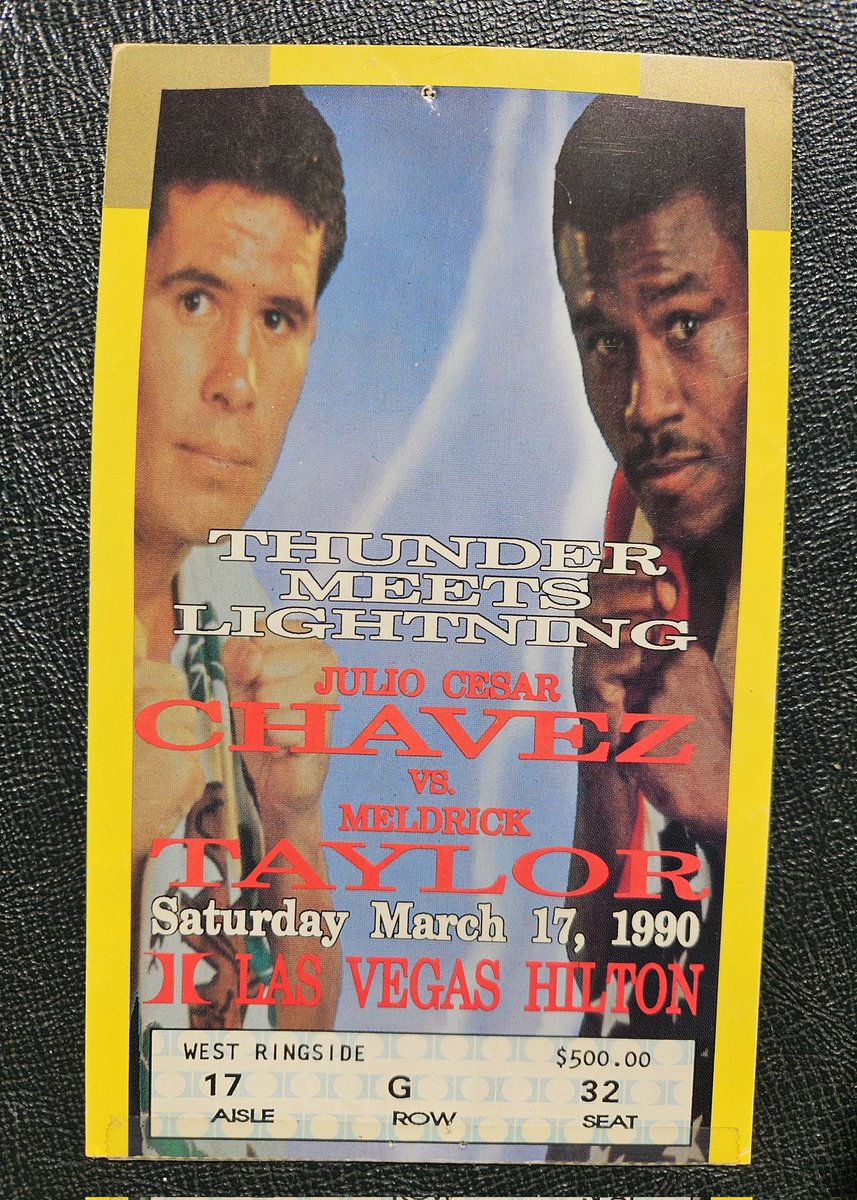 THUNDER
MEETS
LIGHTNING
JULIO CESAR
CHAVEZ
VS.
MELDRICK
TAYLOR
Saturday March 17, 1990
LAS VEGAS HILTON
WEST RINGSIDE $500.00
17 G 32
AISLE ROW SEAT